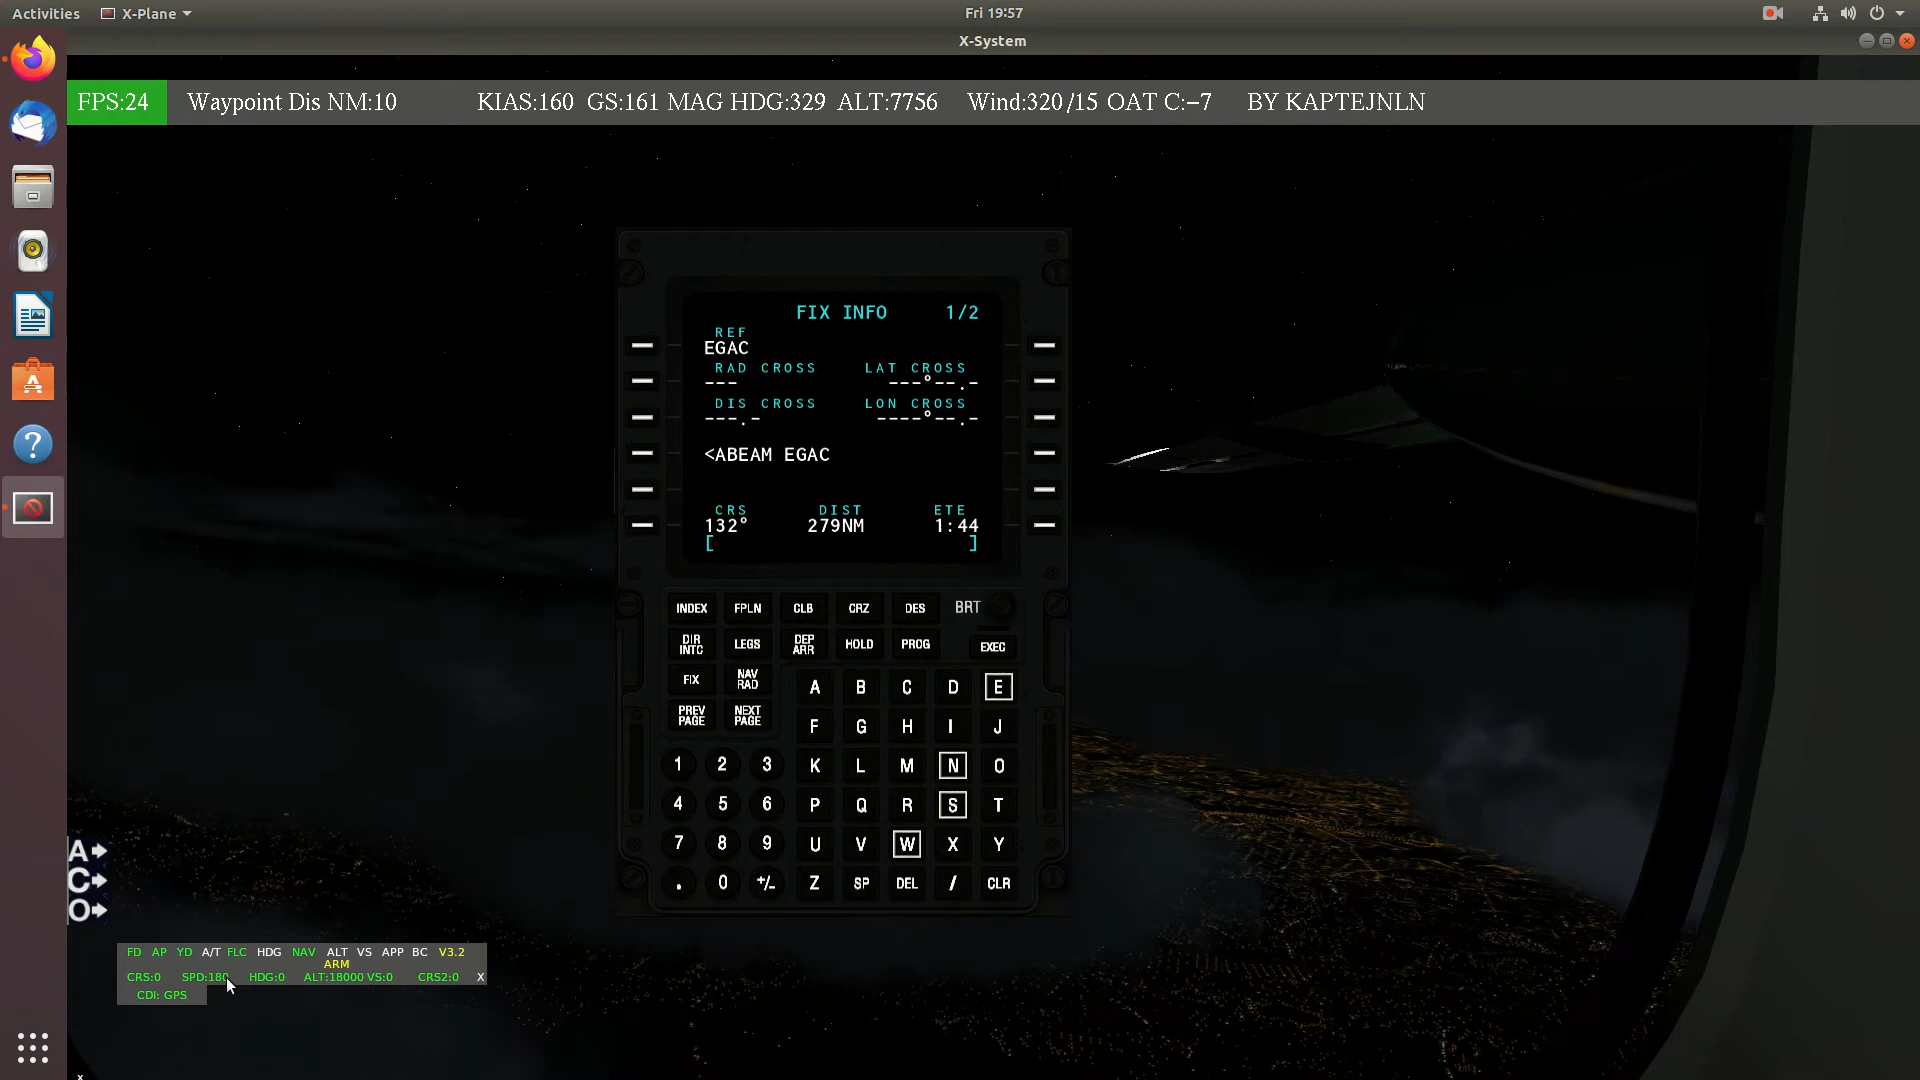 Activities X-Plane Fri 19:57
X-System
FPS:24 Waypoint Dis NM:10 KIAS:160 GS:161 MAG HDG:329 ALT:7756 Wind:320/15 OAT C:−7 BY KAPTEJNLN
FIX INFO 1/2
REF
EGAC
RAD CROSS LAT CROSS
--- ---°--.-
DIS CROSS LON CROSS
---.- ----°--.-
<ABEAM EGAC
CRS DIST ETE
132° 279NM 1:44
[ ]
INDEX FPLN CLB CRZ DES BRT
DIR INTC LEGS DEP ARR HOLD PROG EXEC
FIX NAV RAD
PREV PAGE NEXT PAGE
A B C D E
F G H I J
1 2 3 K L M N O
4 5 6 P Q R S T
7 8 9 U V W X Y
. 0 +/- Z SP DEL / CLR
A
C
O
FD AP YD A/T FLC HDG NAV ALT VS APP BC V3.2
ARM
CRS:0 SPD:180 HDG:0 ALT:18000 VS:0 CRS2:0 X
CDI: GPS
x